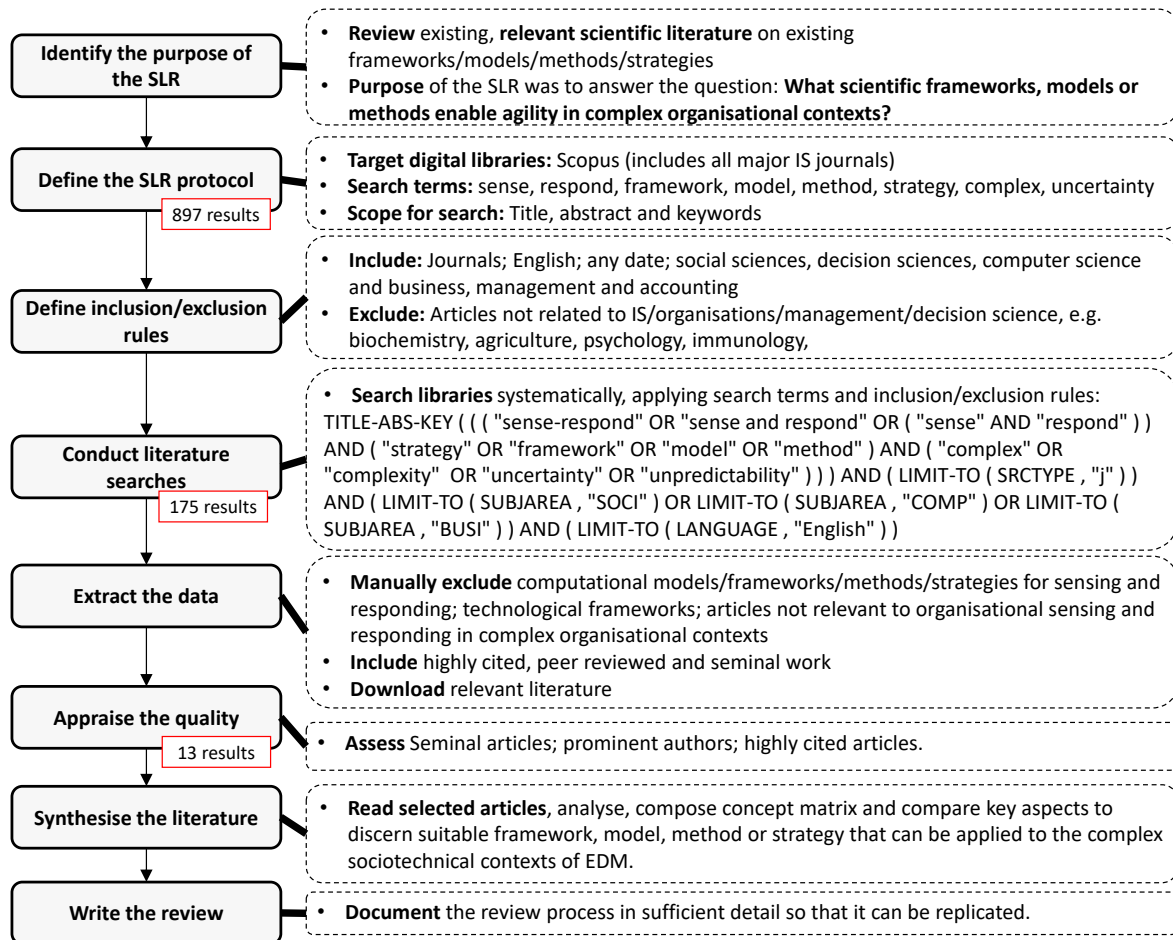 Identify the purpose of
the SLR
• Review existing, relevant scientific literature on existing
frameworks/models/methods/strategies
• Purpose of the SLR was to answer the question: What scientific frameworks, models or
methods enable agility in complex organisational contexts?
Define the SLR protocol
897 results
• Target digital libraries: Scopus (includes all major IS journals)
• Search terms: sense, respond, framework, model, method, strategy, complex, uncertainty
• Scope for search: Title, abstract and keywords
Define inclusion/exclusion
rules
• Include: Journals; English; any date; social sciences, decision sciences, computer science
and business, management and accounting
• Exclude: Articles not related to IS/organisations/management/decision science, e.g.
biochemistry, agriculture, psychology, immunology,
Conduct literature
searches
175 results
• Search libraries systematically, applying search terms and inclusion/exclusion rules:
TITLE-ABS-KEY ( ( ( "sense-respond" OR "sense and respond" OR ( "sense" AND "respond" ) )
AND ( "strategy" OR "framework" OR "model" OR "method" ) AND ( "complex" OR
"complexity" OR "uncertainty" OR "unpredictability" ) ) ) AND ( LIMIT-TO ( SRCTYPE , "j" ) )
AND ( LIMIT-TO ( SUBJAREA , "SOCI" ) OR LIMIT-TO ( SUBJAREA , "COMP" ) OR LIMIT-TO (
SUBJAREA , "BUSI" ) ) AND ( LIMIT-TO ( LANGUAGE , "English" ) )
Extract the data
• Manually exclude computational models/frameworks/methods/strategies for sensing and
responding; technological frameworks; articles not relevant to organisational sensing and
responding in complex organisational contexts
• Include highly cited, peer reviewed and seminal work
• Download relevant literature
Appraise the quality
13 results
• Assess Seminal articles; prominent authors; highly cited articles.
Synthesise the literature
• Read selected articles, analyse, compose concept matrix and compare key aspects to
discern suitable framework, model, method or strategy that can be applied to the complex
sociotechnical contexts of EDM.
Write the review
• Document the review process in sufficient detail so that it can be replicated.